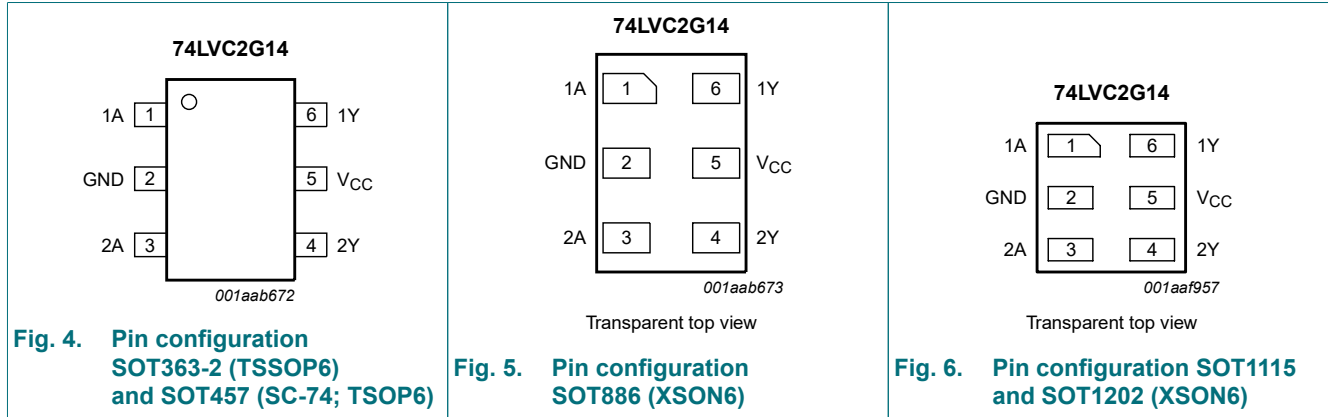 74LVC2G14
1A 1 6 1Y
GND 2 5 VCC
2A 3 4 2Y
001aab672
Fig. 4. Pin configuration
SOT363-2 (TSSOP6)
and SOT457 (SC-74; TSOP6)
74LVC2G14
1A 1 6 1Y
GND 2 5 VCC
2A 3 4 2Y
001aab673
Transparent top view
Fig. 5. Pin configuration
SOT886 (XSON6)
74LVC2G14
1A 1 6 1Y
GND 2 5 VCC
2A 3 4 2Y
001aaf957
Transparent top view
Fig. 6. Pin configuration SOT1115
and SOT1202 (XSON6)